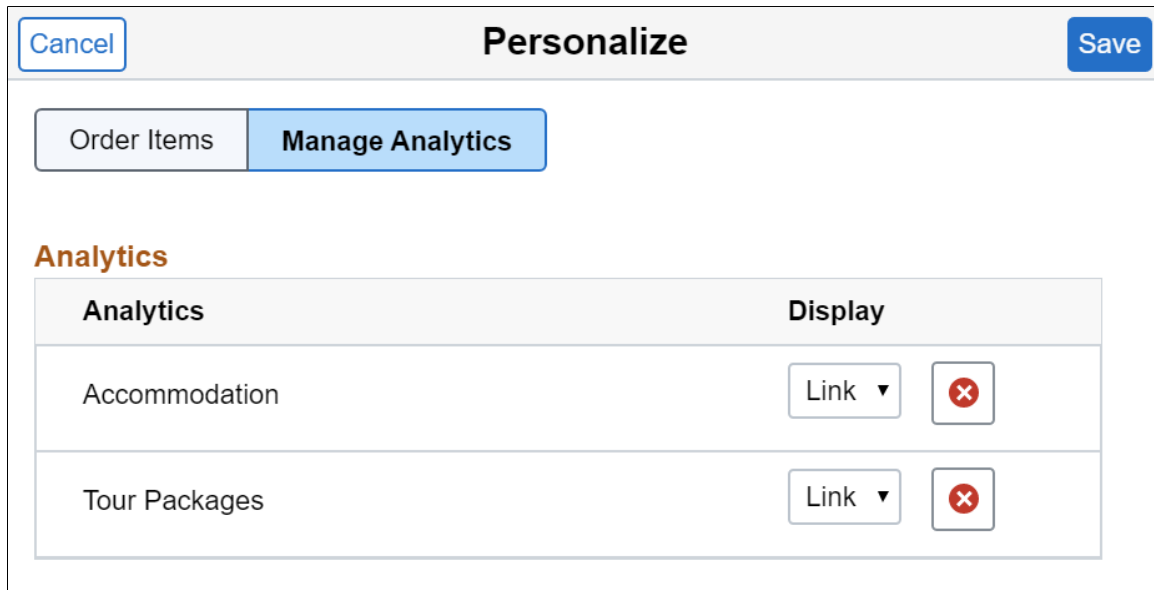 Cancel Personalize Save
Order Items Manage Analytics
Analytics
Analytics Display
Accommodation Link
Tour Packages Link